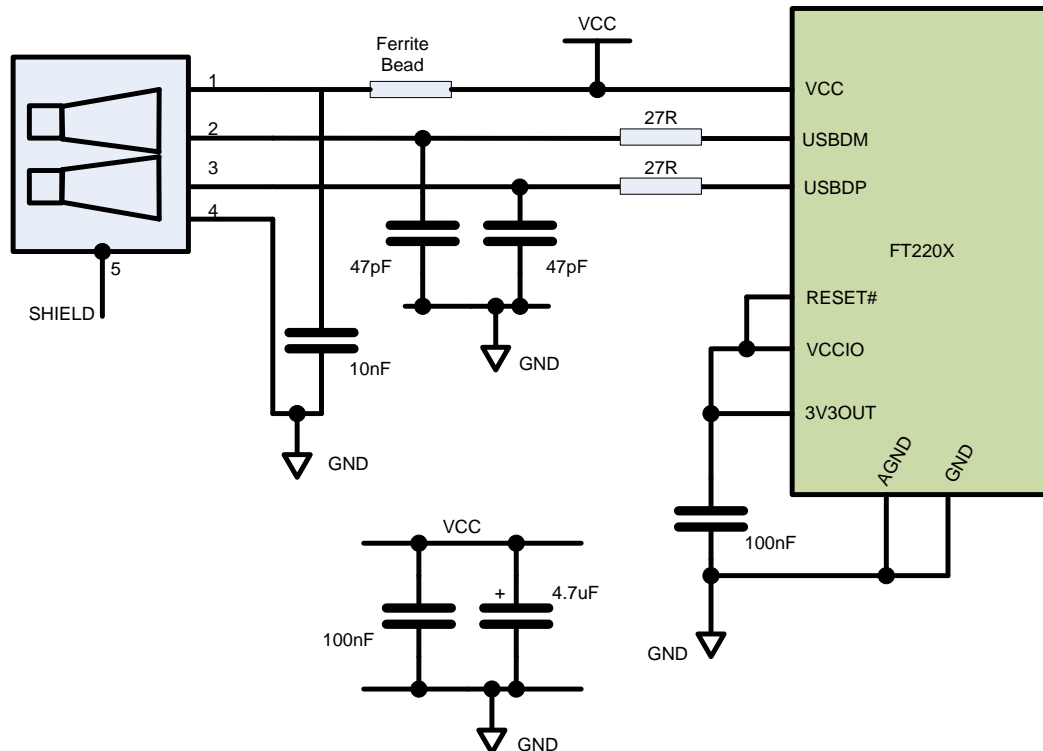 VCC
Ferrite
Bead
1
VCC
27R
2
USBDM
27R
3
USBDP
4
47pF
47pF
FT220X
5
SHIELD
RESET#
10nF
GND
VCCIO
3V3OUT
GND
AGND
GND
VCC
100nF
+
4.7uF
100nF
GND
GND